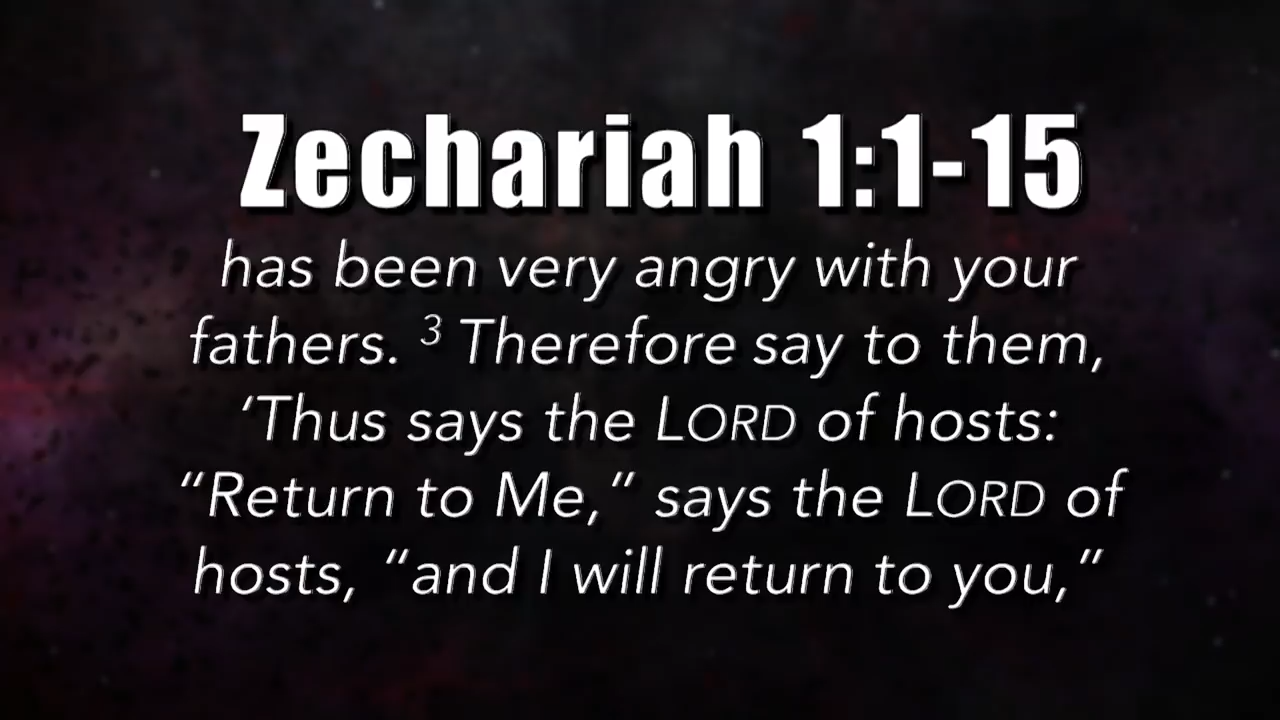 Zechariah 1:1-15
has been very angry with your
fathers. ³ Therefore say to them,
‘Thus says the LORD of hosts:
“Return to Me,” says the LORD of
hosts, “and I will return to you,”